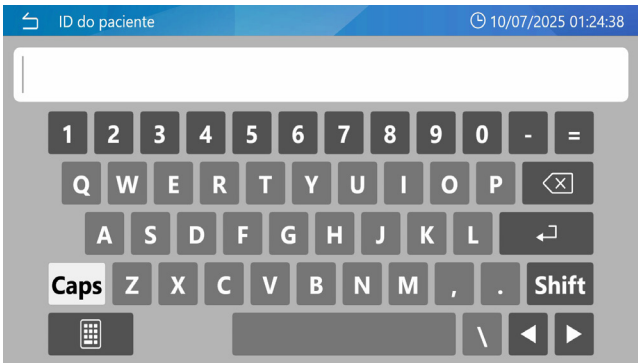 ID do paciente 10/07/2025 01:24:38
1 2 3 4 5 6 7 8 9 0 - =
Q W E R T Y U I O P
A S D F G H J K L
Caps Z X C V B N M , . Shift
\